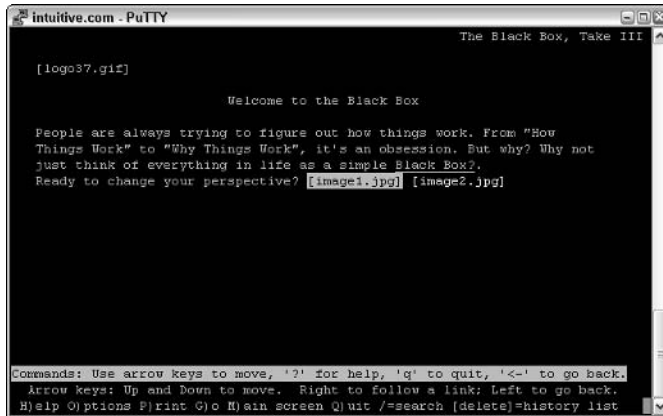 intuitive.com - PuTTY
The Black Box, Take III
[logo37.gif]
Welcome to the Black Box
People are always trying to figure out how things work. From "How
Things Work" to "Why Things Work", it's an obsession. But why? Why not
just think of everything in life as a simple Black Box?.
Ready to change your perspective? [image1.jpg] [image2.jpg]
Commands: Use arrow keys to move, '?' for help, 'q' to quit, '<-' to go back.
Arrow keys: Up and Down to move. Right to follow a link; Left to go back.
H)elp O)ptions P)rint G)o M)ain screen Q)uit /=search [delete]=history list